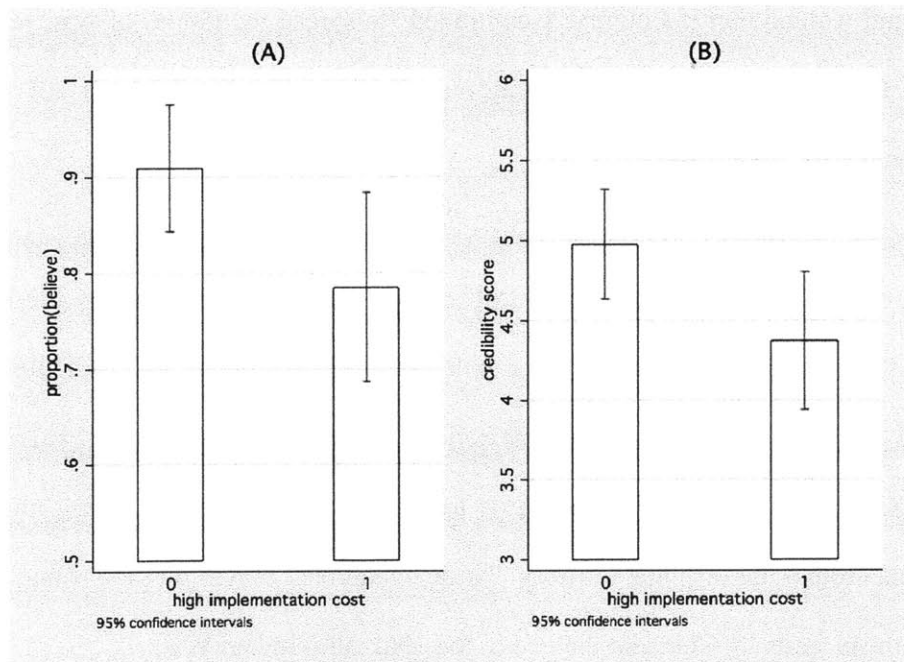 (A)
1
.9
.8
.7
.6
.5
proportion(believe)
0 1
high implementation cost
95% confidence intervals
(B)
6
5.5
5
4.5
4
3.5
3
credibility score
0 1
high implementation cost
95% confidence intervals